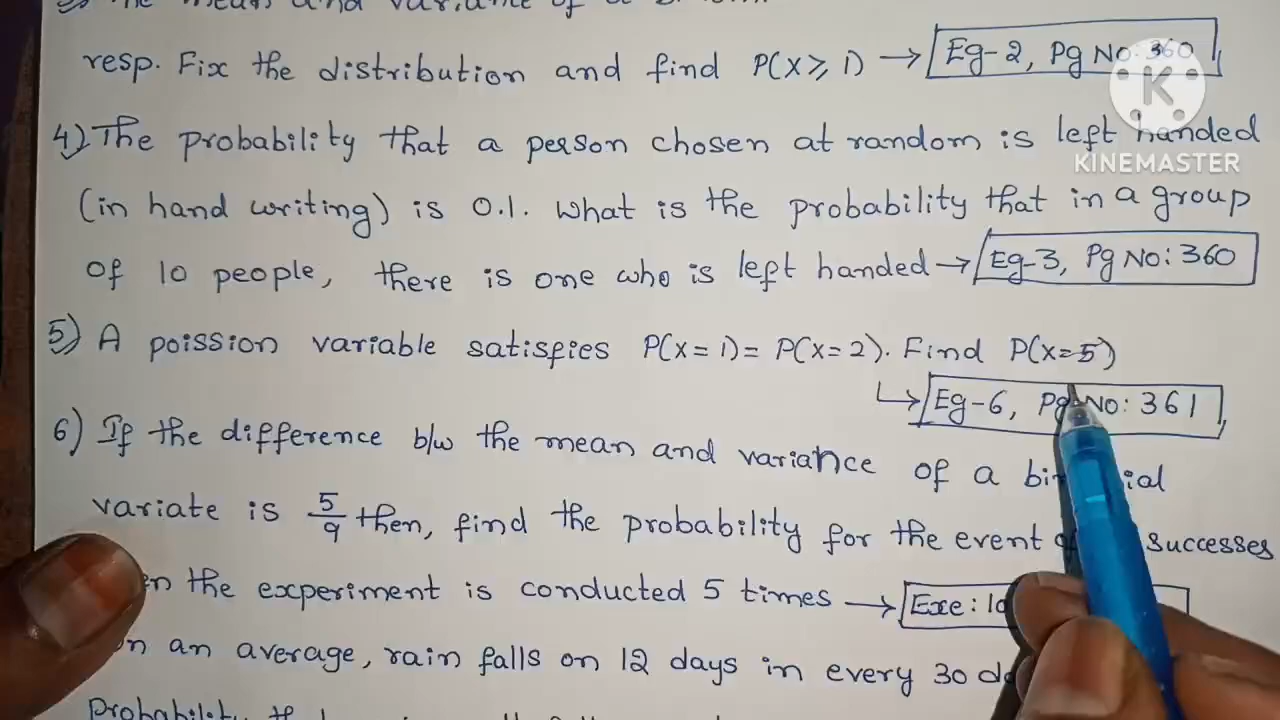 resp. Fix the distribution and find P(X ≥ 1) → Eg-2, Pg No: 360
4) The probability that a person chosen at random is left handed
(in hand writing) is 0.1. What is the probability that in a group
of 10 people, there is one who is left handed → Eg-3, Pg No: 360
5) A poission variable satisfies P(X=1) = P(X=2). Find P(X=5)
↳ Eg-6, Pg No: 361
6) If the difference b/w the mean and variance of a
variate is 5/9 then, find the probability for the event successes
the experiment is conducted 5 times → Exe:
an average, rain falls on 12 days in every 30
K
KINEMASTER